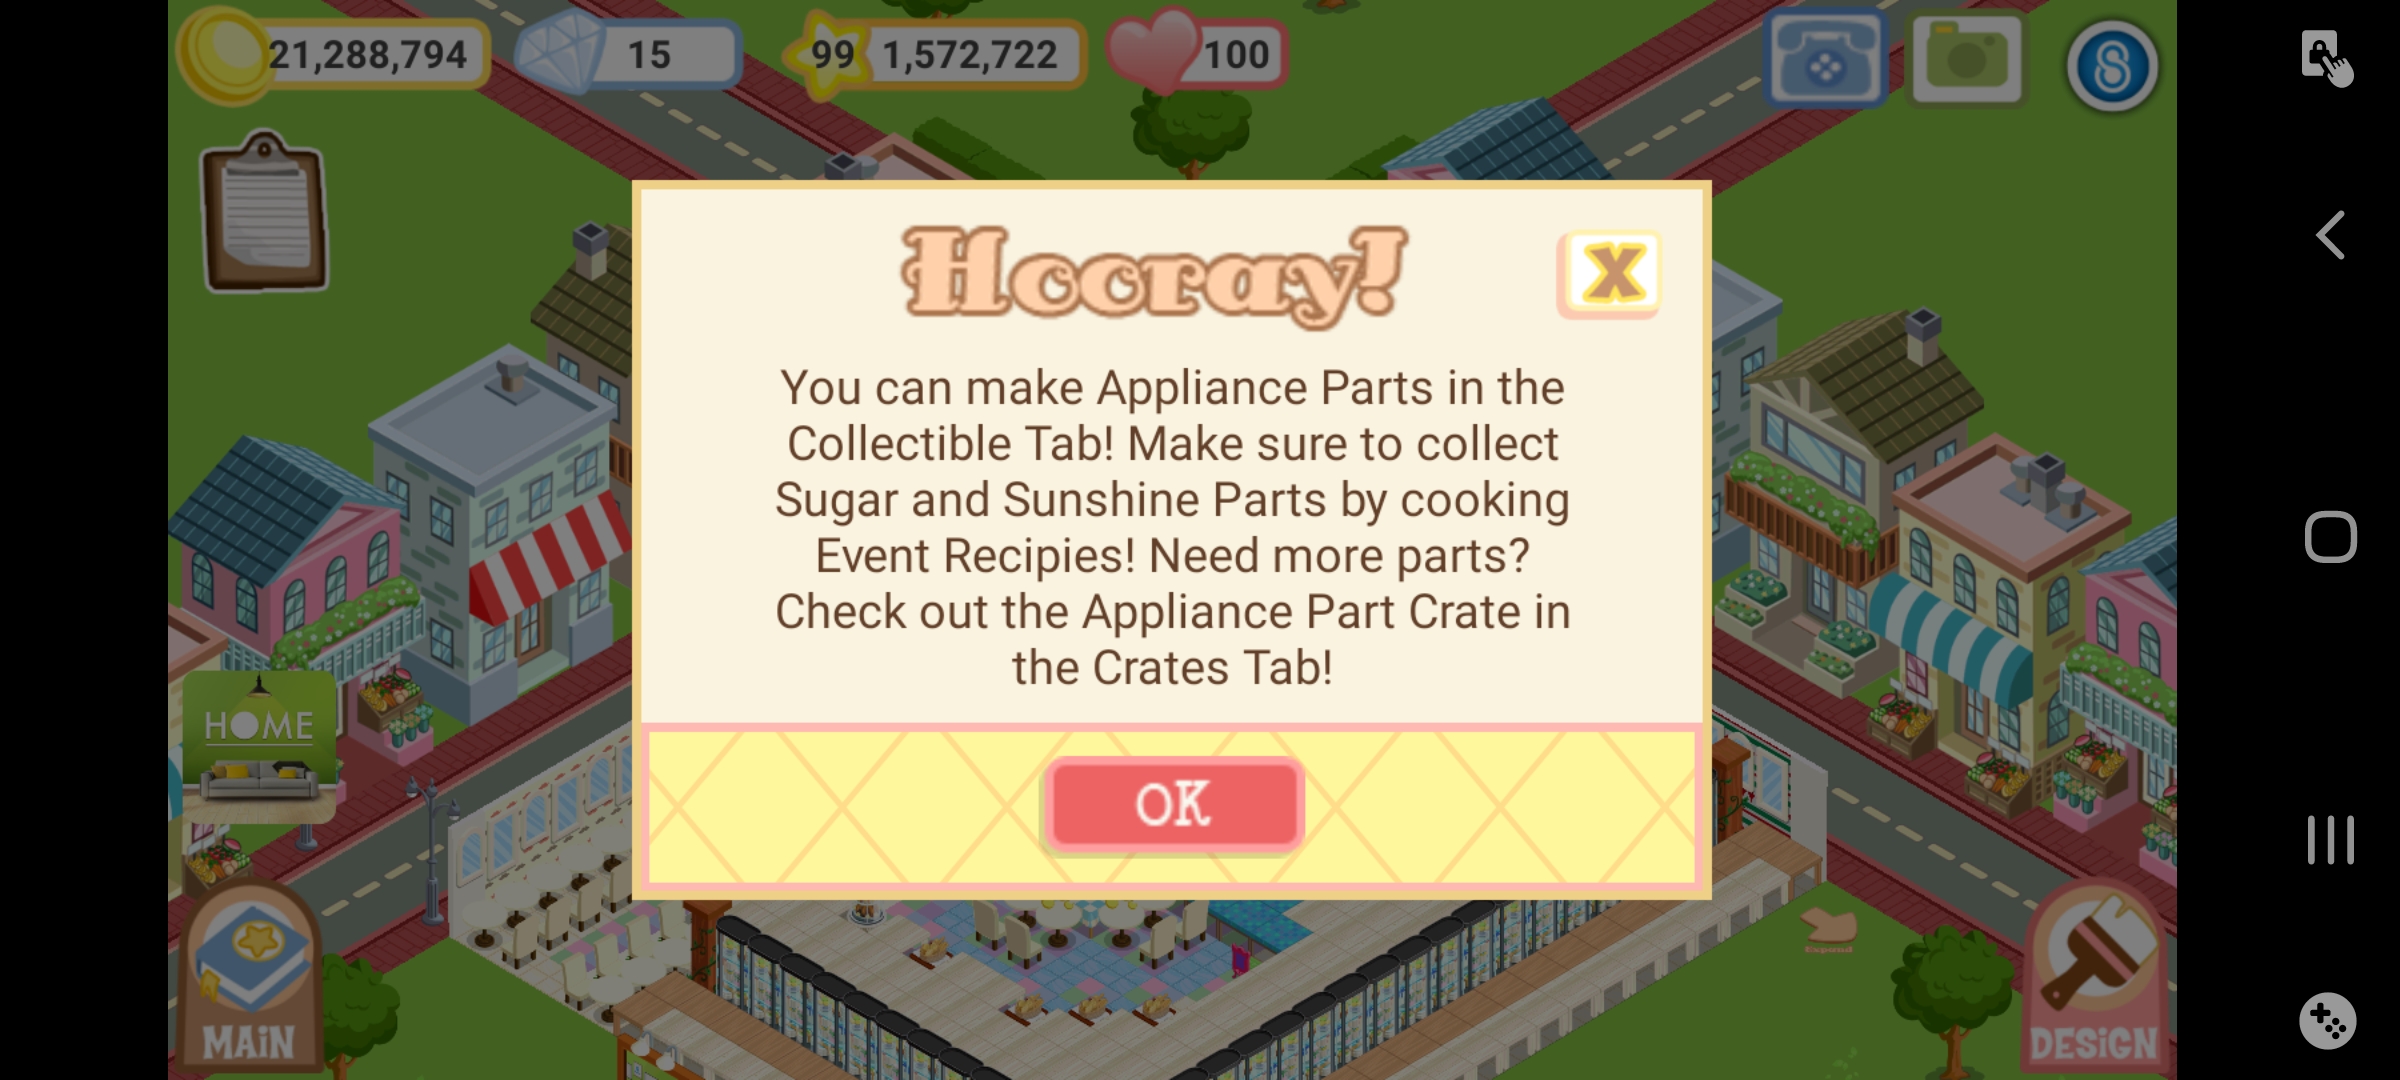 21,288,794
15
99
1,572,722
100
HOME
Hooray!
X
You can make Appliance Parts in the
Collectible Tab! Make sure to collect
Sugar and Sunshine Parts by cooking
Event Recipies! Need more parts?
Check out the Appliance Part Crate in
the Crates Tab!
OK
Expand
MAiN
DESiGN